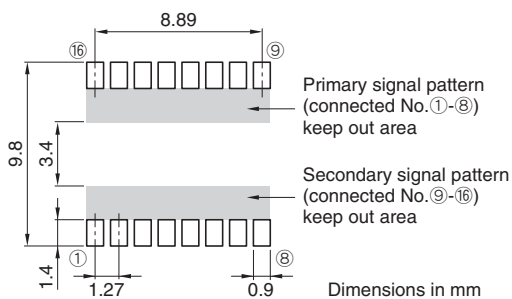 8.89
⑯
⑨
Primary signal pattern
(connected No.①-⑧)
keep out area
9.8
3.4
Secondary signal pattern
(connected No.⑨-⑯)
keep out area
1.4
①
⑧
1.27
0.9
Dimensions in mm